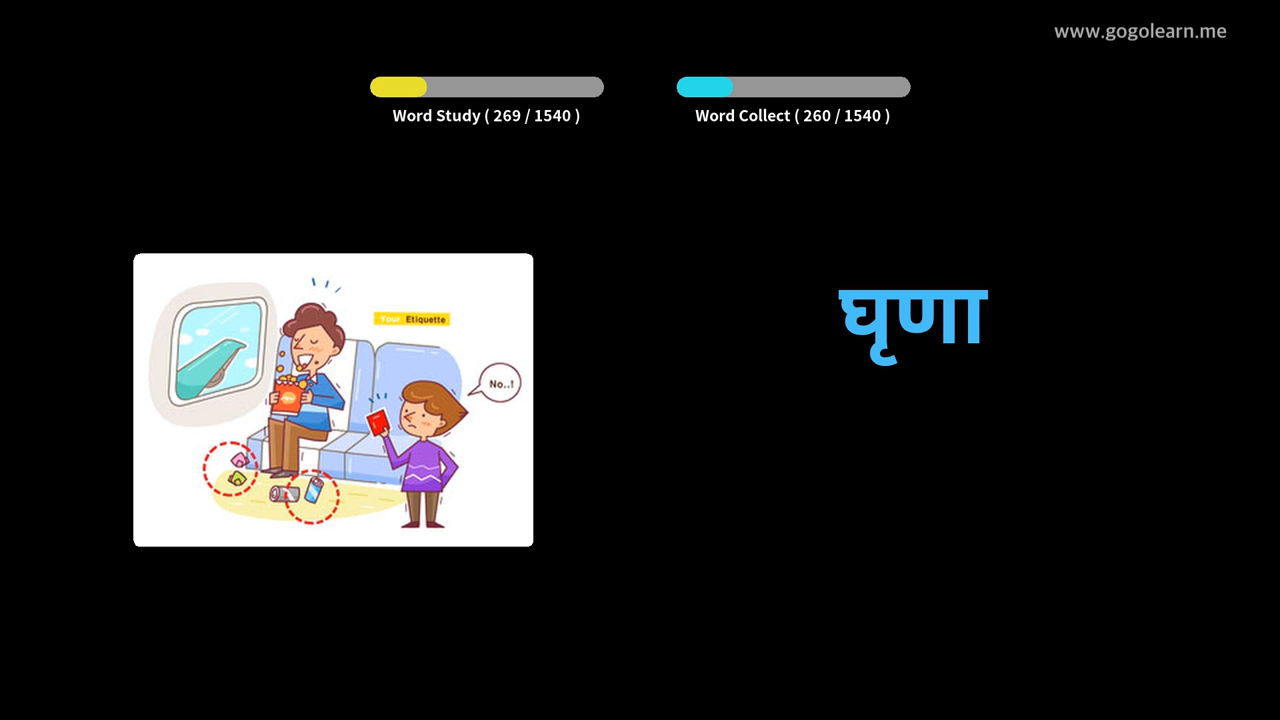 www.gogolearn.me
Word Study ( 269 / 1540 )
Word Collect ( 260 / 1540 )
Your Etiquette
No..!
घृणा